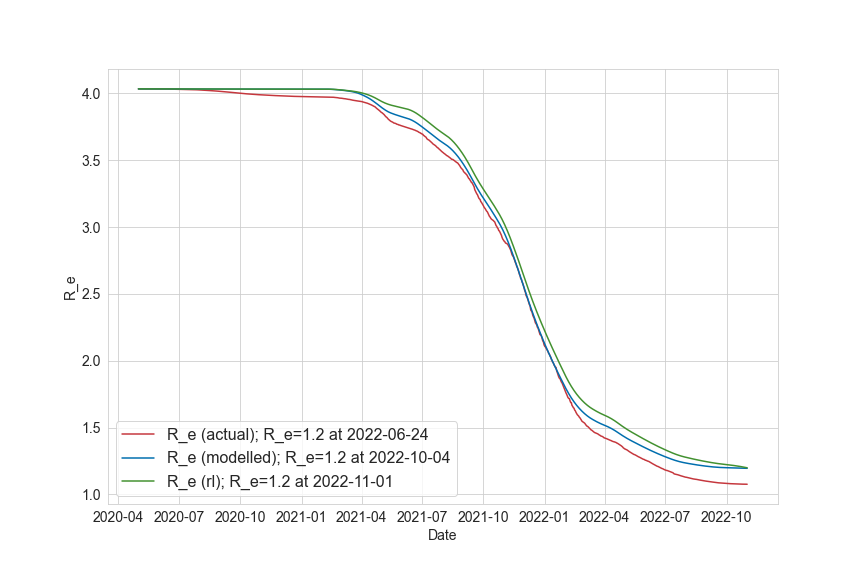 4.0
3.5
3.0
2.5
2.0
1.5
1.0
R_e
R_e (actual); R_e=1.2 at 2022-06-24
R_e (modelled); R_e=1.2 at 2022-10-04
R_e (rl); R_e=1.2 at 2022-11-01
2020-04 2020-07 2020-10 2021-01 2021-04 2021-07 2021-10 2022-01 2022-04 2022-07 2022-10
Date